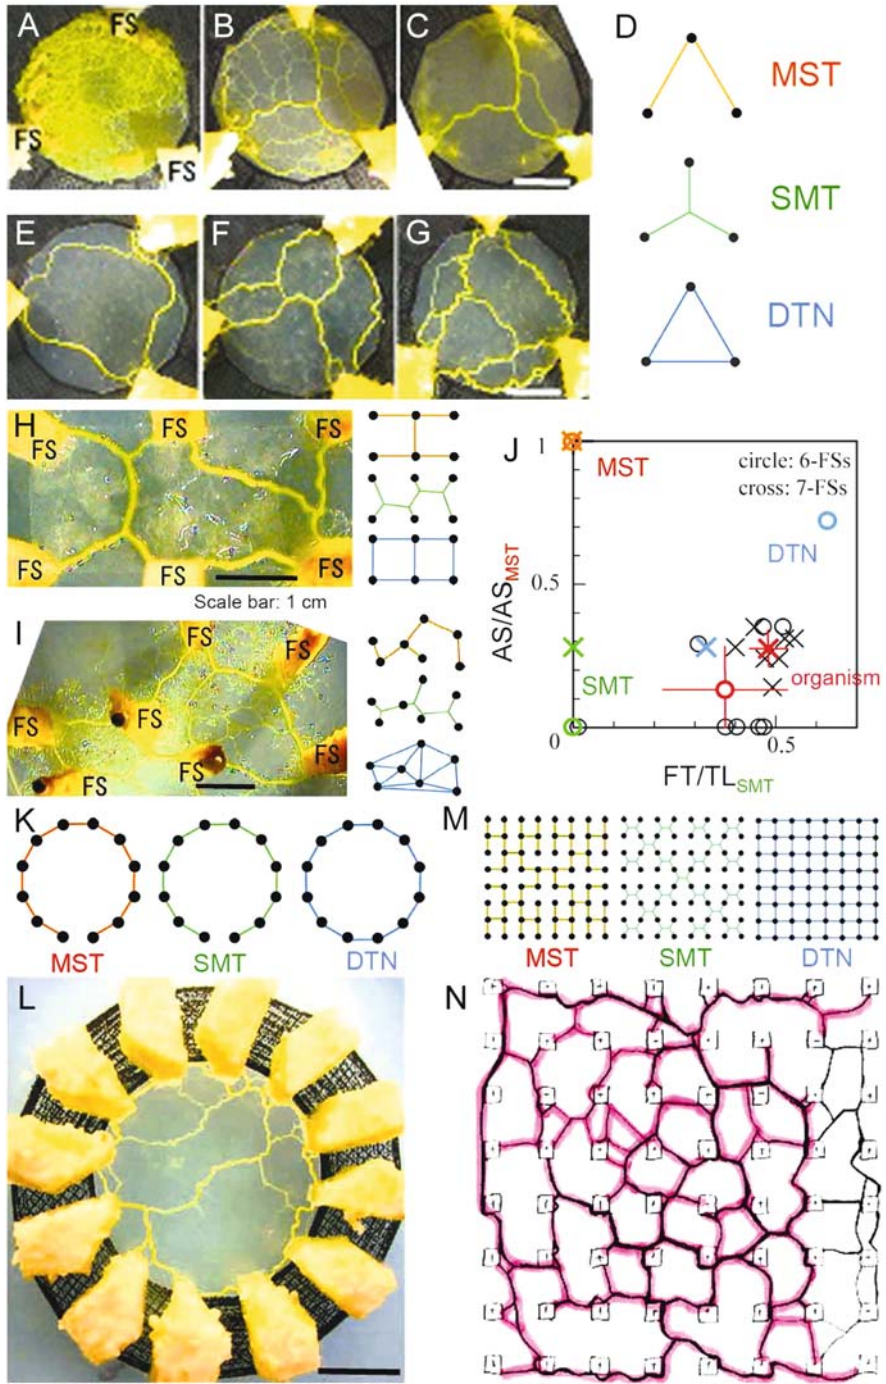 A
FS
FS
FS
B
C
D
MST
SMT
DTN
E
F
G
H
FS
FS
FS
FS
FS
FS
Scale bar: 1 cm
I
FS
FS
FS
FS
FS
FS
FS
J
1
0.5
0
0.5
AS/AS_MST
FT/TL_SMT
MST
circle: 6-FSs
cross: 7-FSs
DTN
SMT
organism
K
MST
SMT
DTN
L
M
MST
SMT
DTN
N